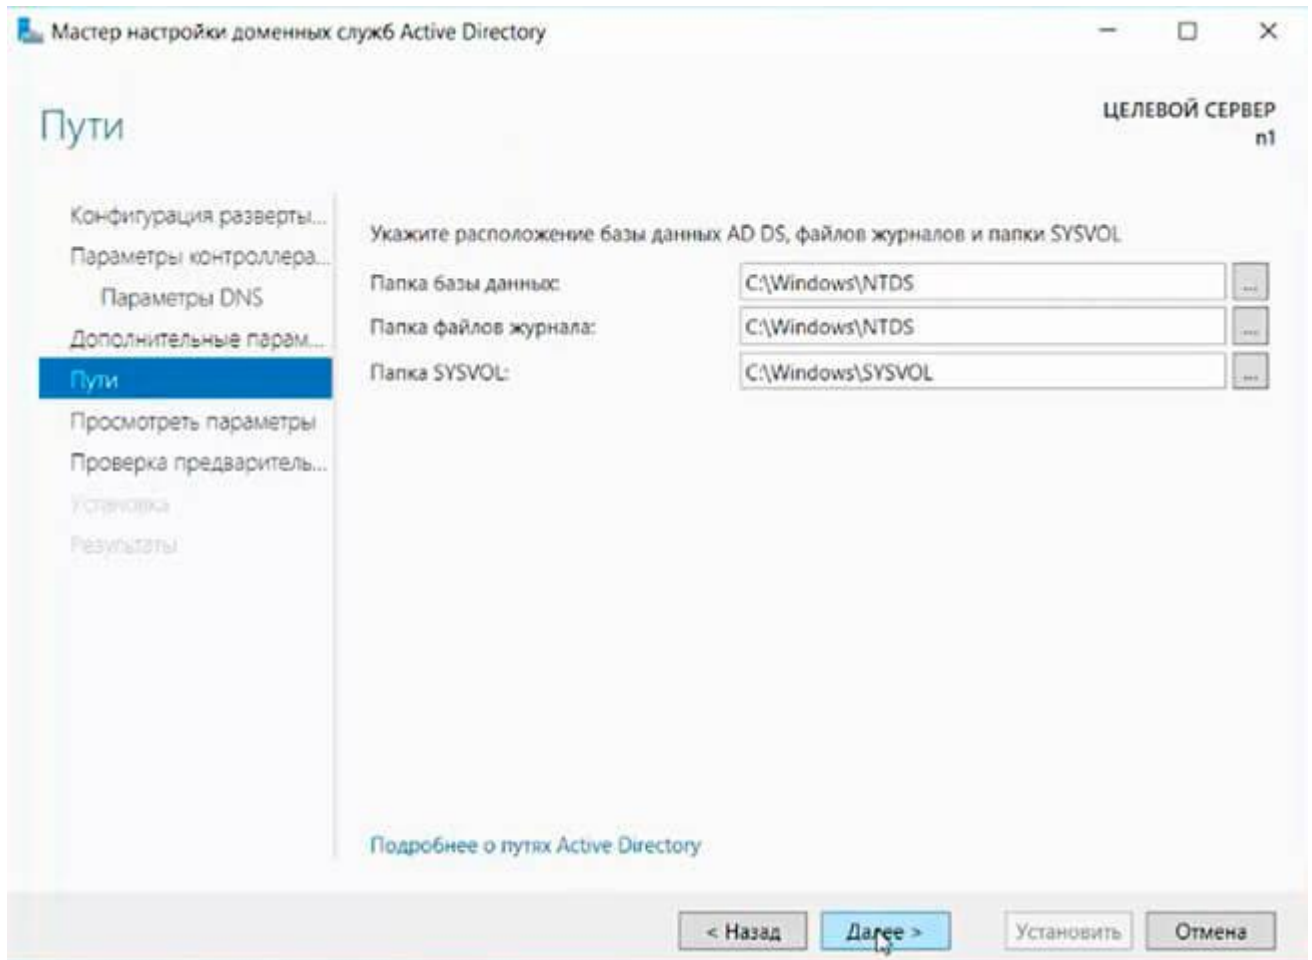 Мастер настройки доменных служб Active Directory
Пути
ЦЕЛЕВОЙ СЕРВЕР
n1
Конфигурация разверты...
Параметры контроллера...
Параметры DNS
Дополнительные парам...
Пути
Просмотреть параметры
Проверка предваритель...
Установка
Результаты
Укажите расположение базы данных AD DS, файлов журналов и папки SYSVOL
Папка базы данных: C:\Windows\NTDS ...
Папка файлов журнала: C:\Windows\NTDS ...
Папка SYSVOL: C:\Windows\SYSVOL ...
Подробнее о путях Active Directory
< Назад Далее > Установить Отмена